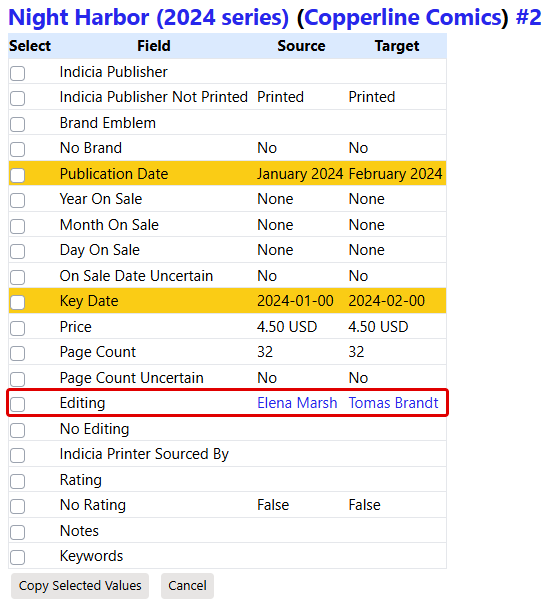 Night Harbor (2024 series) (Copperline Comics) #2
Select Field Source Target
Indicia Publisher
Indicia Publisher Not Printed Printed Printed
Brand Emblem
No Brand No No
Publication Date January 2024 February 2024
Year On Sale None None
Month On Sale None None
Day On Sale None None
On Sale Date Uncertain No No
Key Date 2024-01-00 2024-02-00
Price 4.50 USD 4.50 USD
Page Count 32 32
Page Count Uncertain No No
Editing Elena Marsh Tomas Brandt
No Editing
Indicia Printer Sourced By
Rating
No Rating False False
Notes
Keywords
Copy Selected Values Cancel